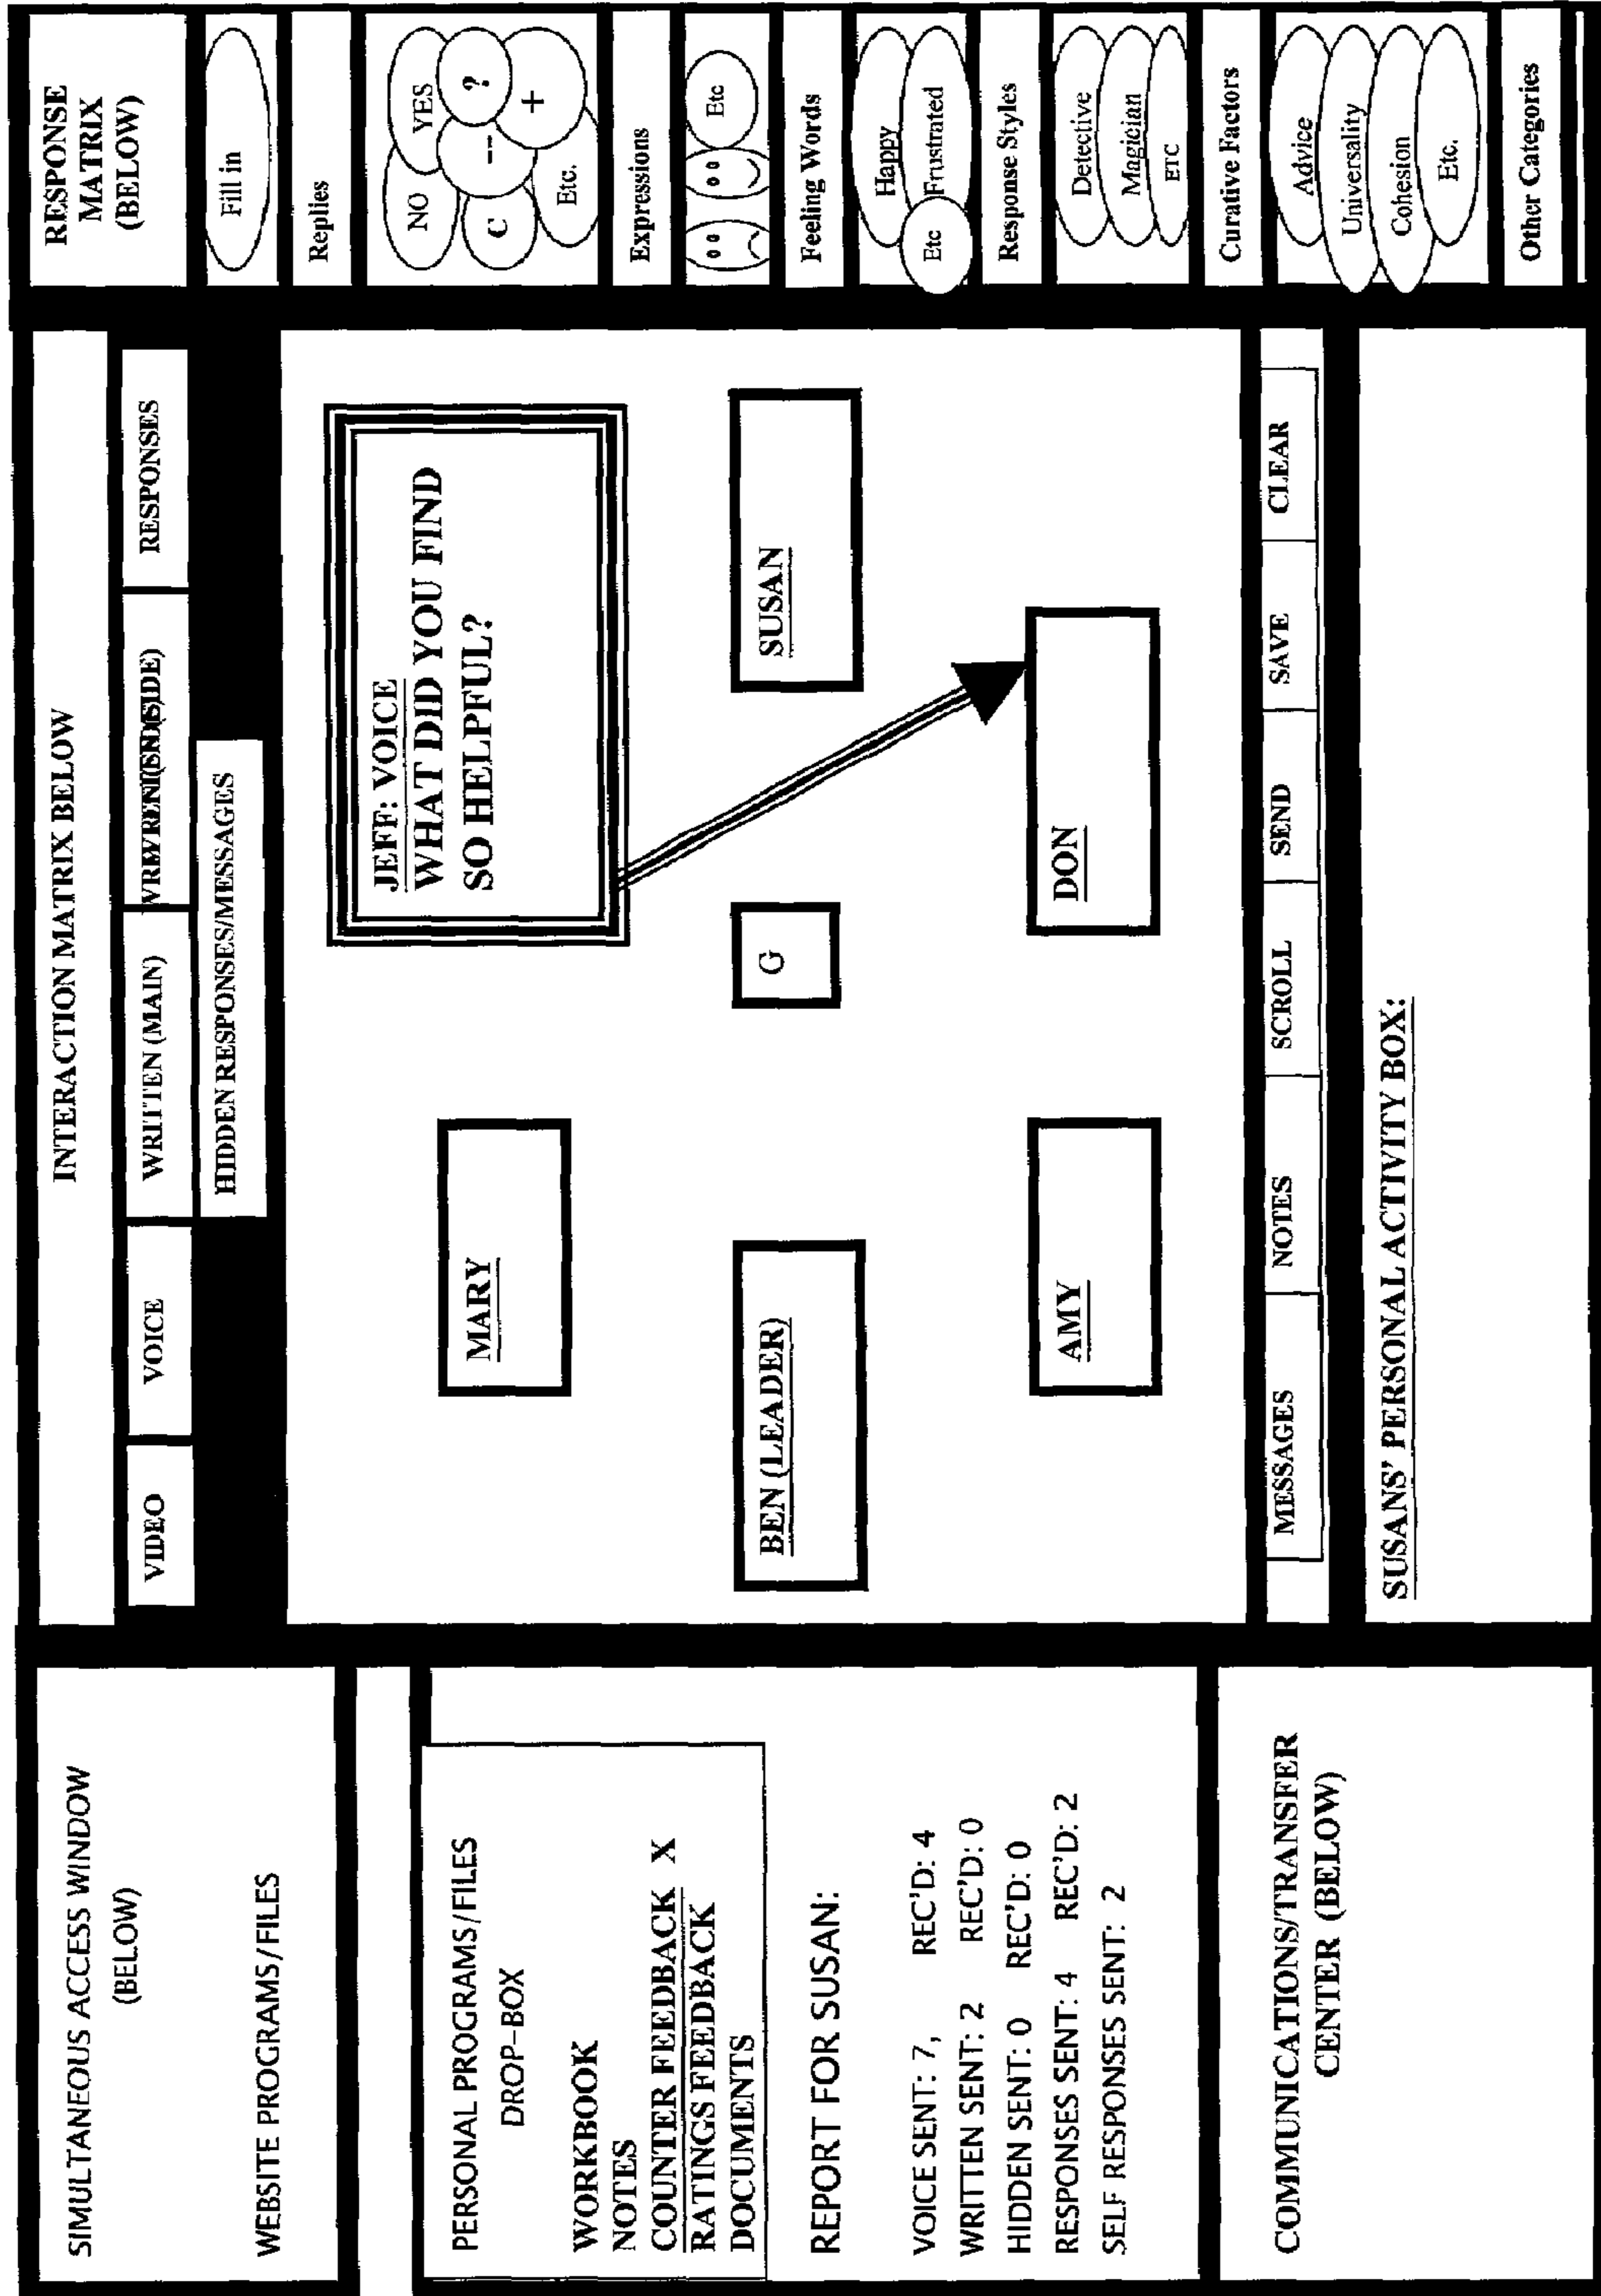 SIMULTANEOUS ACCESS WINDOW
(BELOW)
WEBSITE PROGRAMS/FILES
PERSONAL PROGRAMS/FILES
DROP-BOX
WORKBOOK
NOTES
COUNTER FEEDBACK X
RATINGS FEEDBACK
DOCUMENTS
REPORT FOR SUSAN:
VOICE SENT: 7, REC'D: 4
WRITTEN SENT: 2 REC'D: 0
HIDDEN SENT: 0 REC'D: 0
RESPONSES SENT: 4 REC'D: 2
SELF RESPONSES SENT: 2
COMMUNICATIONS/TRANSFER
CENTER (BELOW)
INTERACTION MATRIX BELOW
VIDEO
VOICE
WRITTEN (MAIN)
RESPONSES
HIDDEN RESPONSES/MESSAGES
JEFF: VOICE
WHAT DID YOU FIND
SO HELPFUL?
MARY
SUSAN
G
BEN (LEADER)
DON
AMY
MESSAGES
NOTES
SCROLL
SEND
SAVE
CLEAR
SUSANS' PERSONAL ACTIVITY BOX:
RESPONSE
MATRIX
(BELOW)
Fill in
Replies
NO
YES
C
--
?
+
Etc.
Expressions
Etc
Feeling Words
Happy
Etc
Frustrated
Response Styles
Detective
Magician
ETC
Curative Factors
Advice
Universality
Cohesion
Etc.
Other Categories